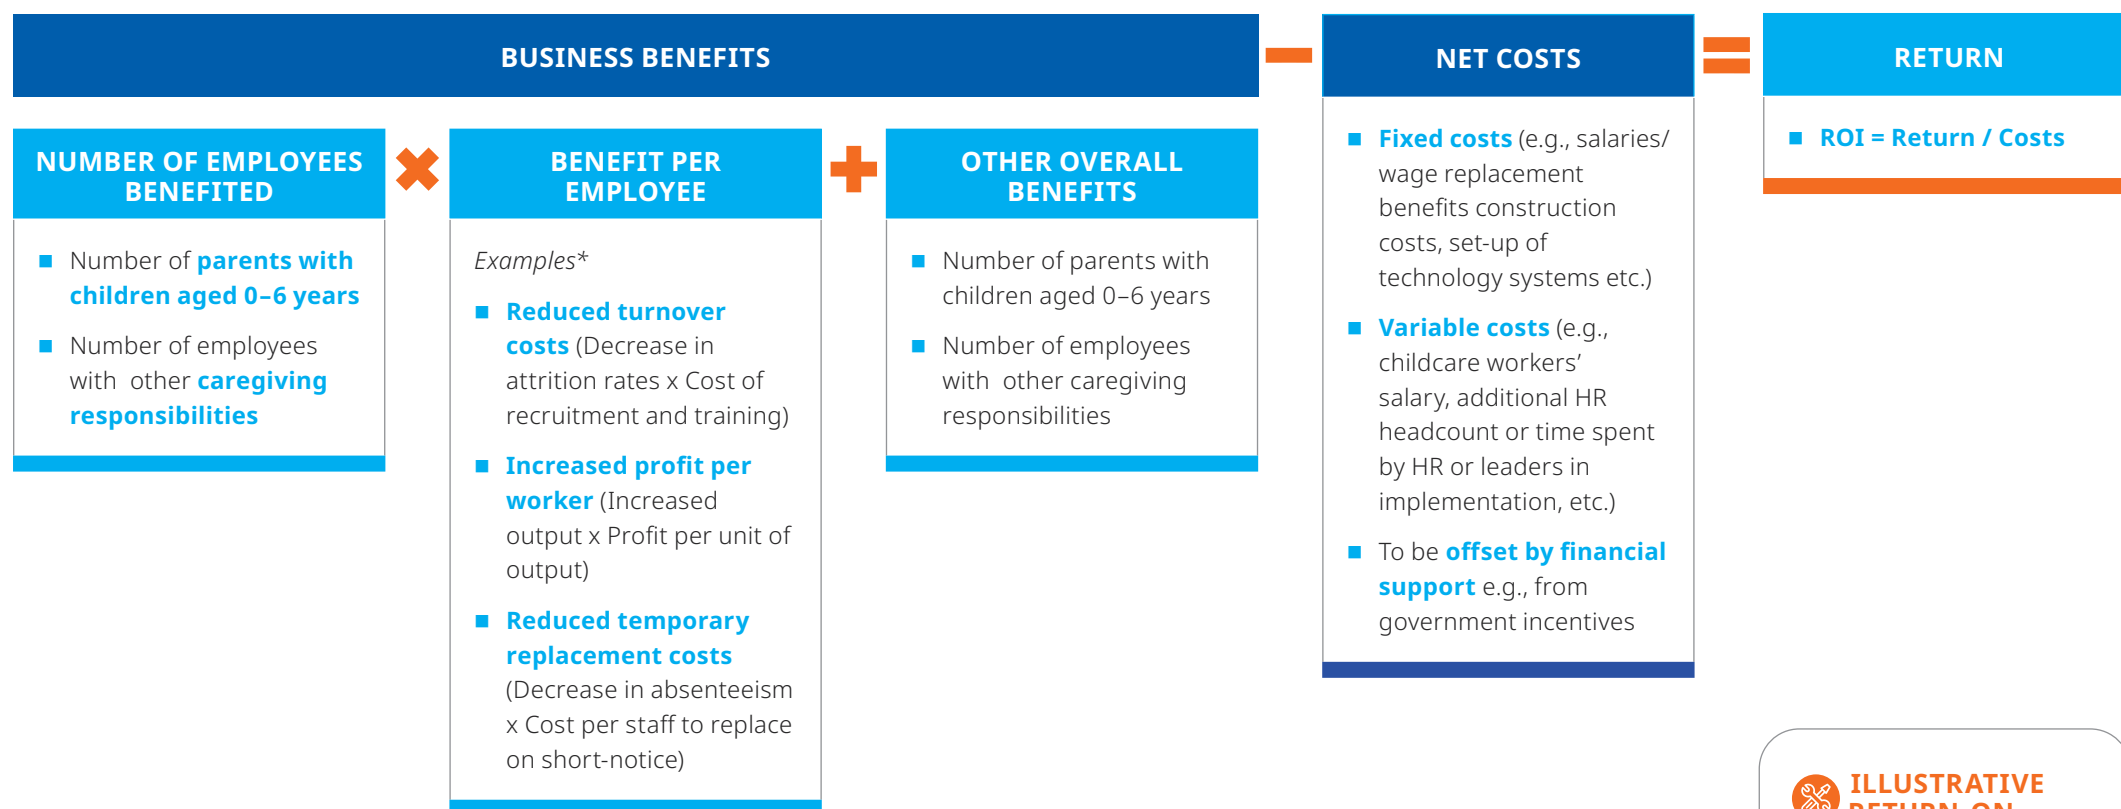 BUSINESS BENEFITS
NET COSTS
RETURN
NUMBER OF EMPLOYEES
BENEFITED
■ Number of parents with
children aged 0–6 years
■ Number of employees
with other caregiving
responsibilities
BENEFIT PER
EMPLOYEE
Examples*
■ Reduced turnover
costs (Decrease in
attrition rates x Cost of
recruitment and training)
■ Increased profit per
worker (Increased
output x Profit per unit of
output)
■ Reduced temporary
replacement costs
(Decrease in absenteeism
x Cost per staff to replace
on short-notice)
OTHER OVERALL
BENEFITS
■ Number of parents with
children aged 0–6 years
■ Number of employees
with other caregiving
responsibilities
■ Fixed costs (e.g., salaries/
wage replacement
benefits construction
costs, set-up of
technology systems etc.)
■ Variable costs (e.g.,
childcare workers’
salary, additional HR
headcount or time spent
by HR or leaders in
implementation, etc.)
■ To be offset by financial
support e.g., from
government incentives
■ ROI = Return / Costs
ILLUSTRATIVE
RETURN-ON